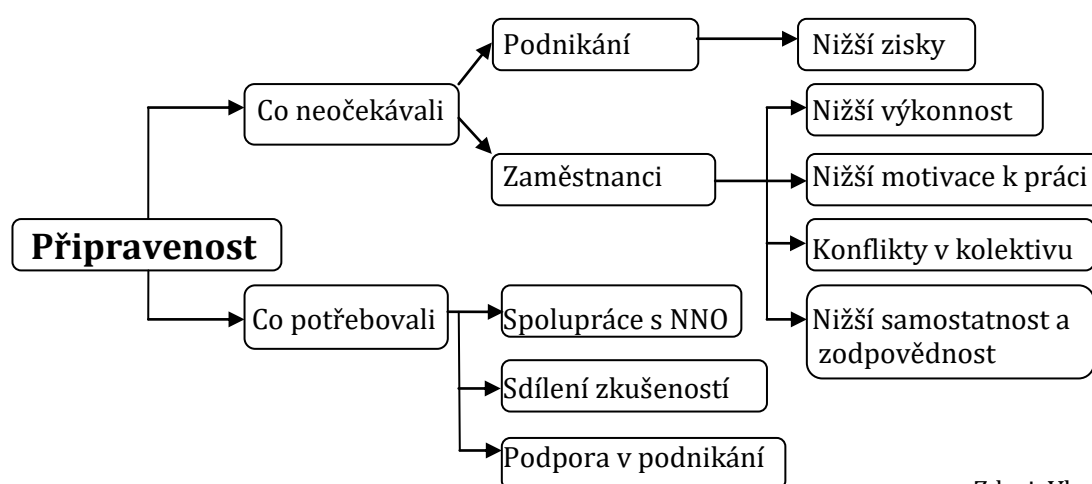 Připravenost
Co neočekávali
Podnikání
Nižší zisky
Zaměstnanci
Nižší výkonnost
Nižší motivace k práci
Konflikty v kolektivu
Nižší samostatnost a
zodpovědnost
Co potřebovali
Spolupráce s NNO
Sdílení zkušeností
Podpora v podnikání